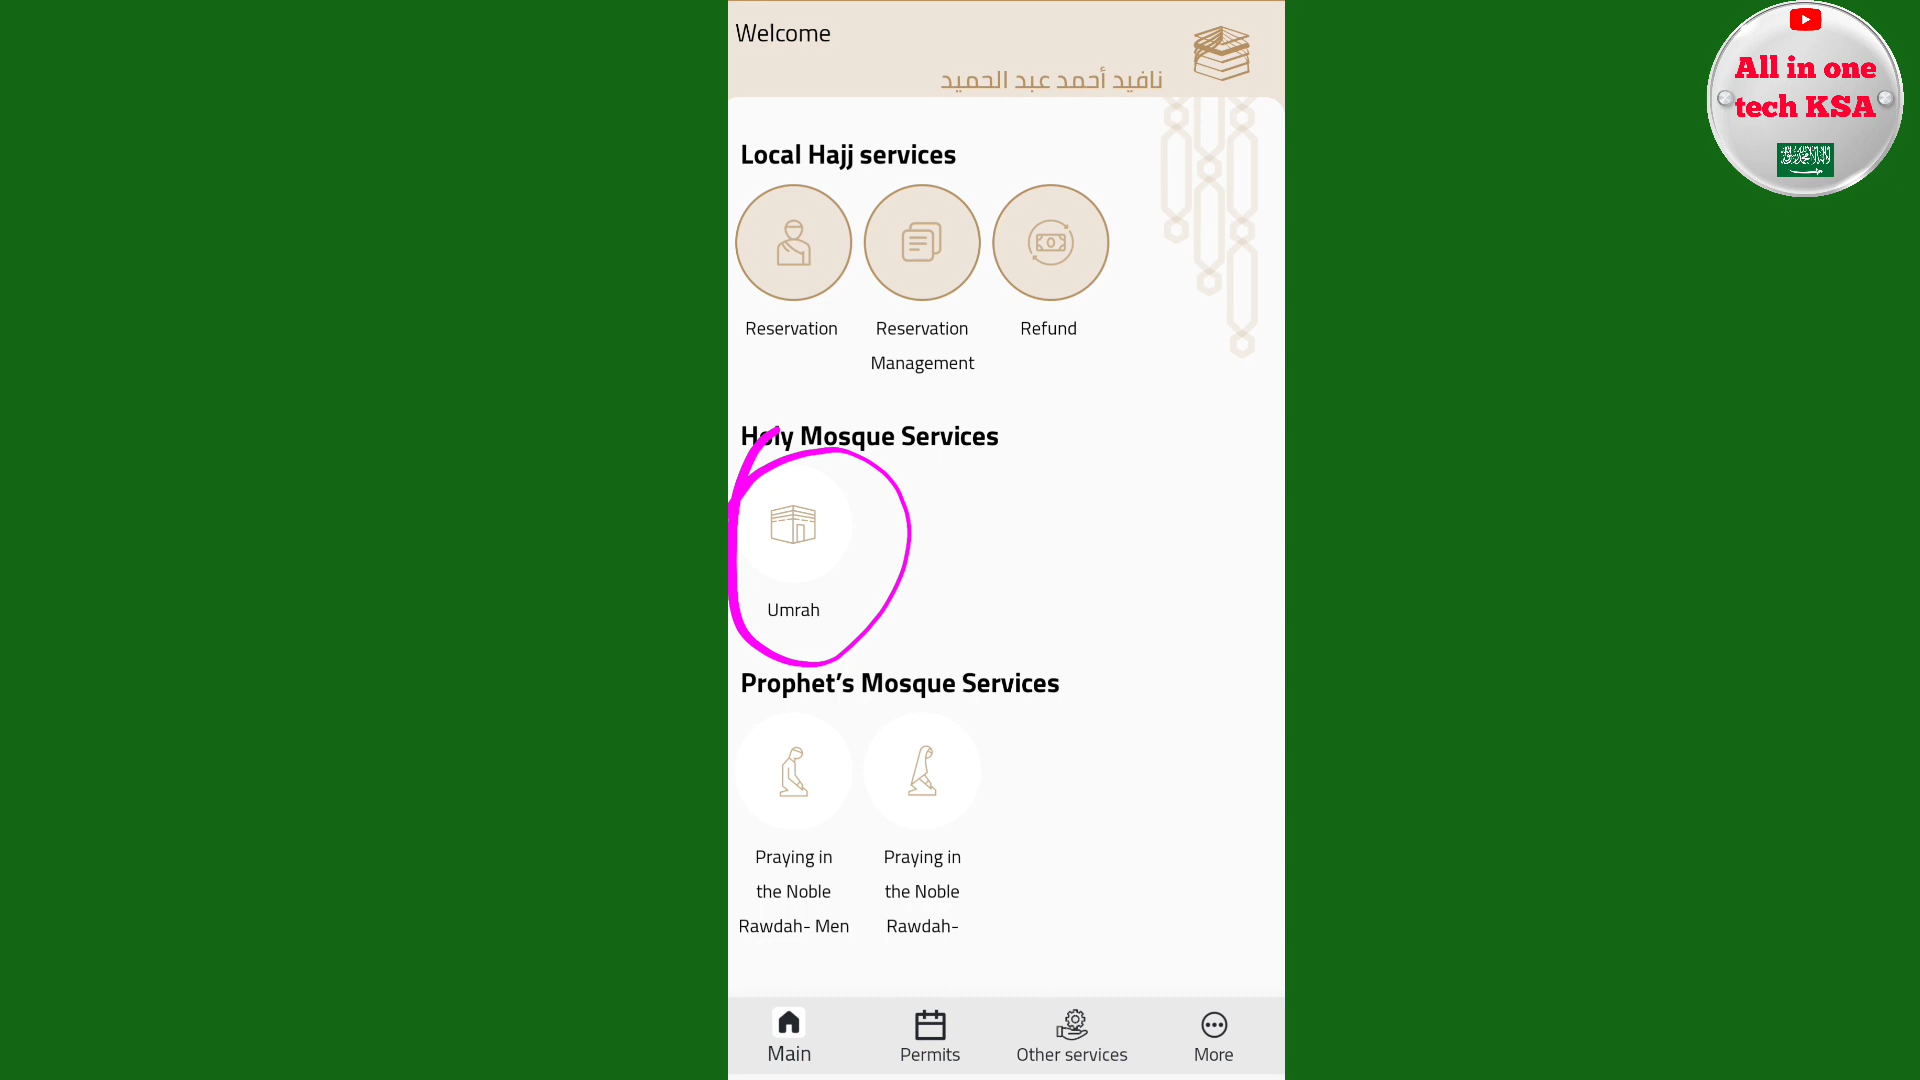 Welcome
نافيد أحمد عبد الحميد
All in one
tech KSA
Local Hajj services
Reservation
Reservation
Management
Refund
Holy Mosque Services
Umrah
Prophet's Mosque Services
Praying in
the Noble
Rawdah- Men
Praying in
the Noble
Rawdah-
Main
Permits
Other services
More